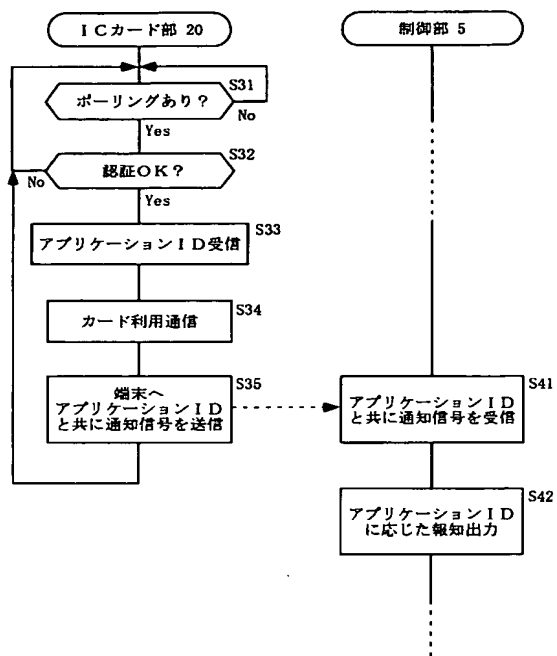 ＩＣカード部 20
制御部 5
S31
ポーリングあり？
No
Yes
S32
認証ＯＫ？
No
Yes
S33
アプリケーションＩＤ受信
S34
カード利用通信
S35
端末へ
アプリケーションＩＤ
と共に通知信号を送信
S41
アプリケーションＩＤ
と共に通知信号を受信
S42
アプリケーションＩＤ
に応じた報知出力